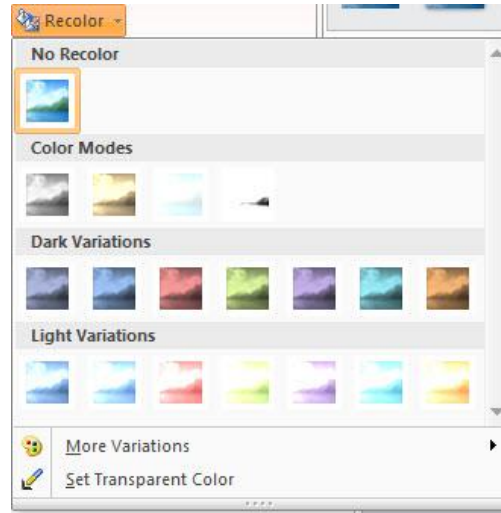 Recolor
No Recolor
Color Modes
Dark Variations
Light Variations
More Variations
Set Transparent Color